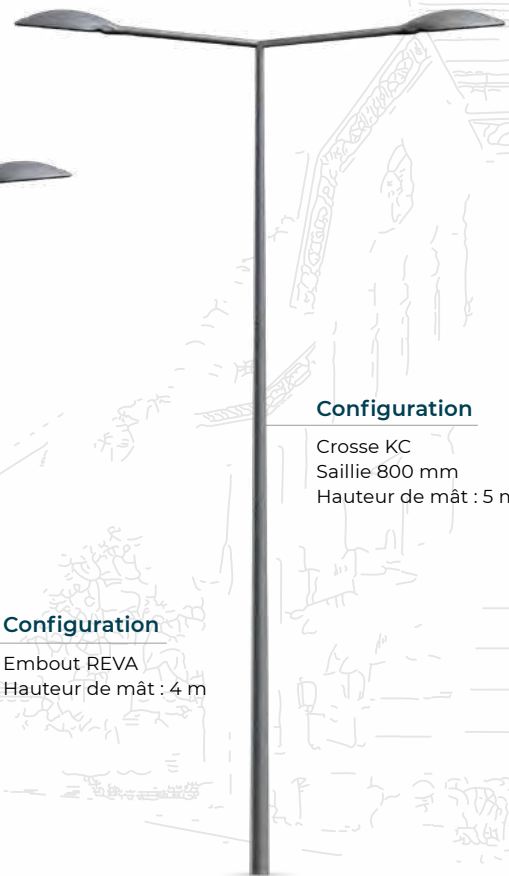 Configuration
Crosse KC
Saillie 800 mm
Hauteur de mât : 5 m
Configuration
Embout REVA
Hauteur de mât : 4 m